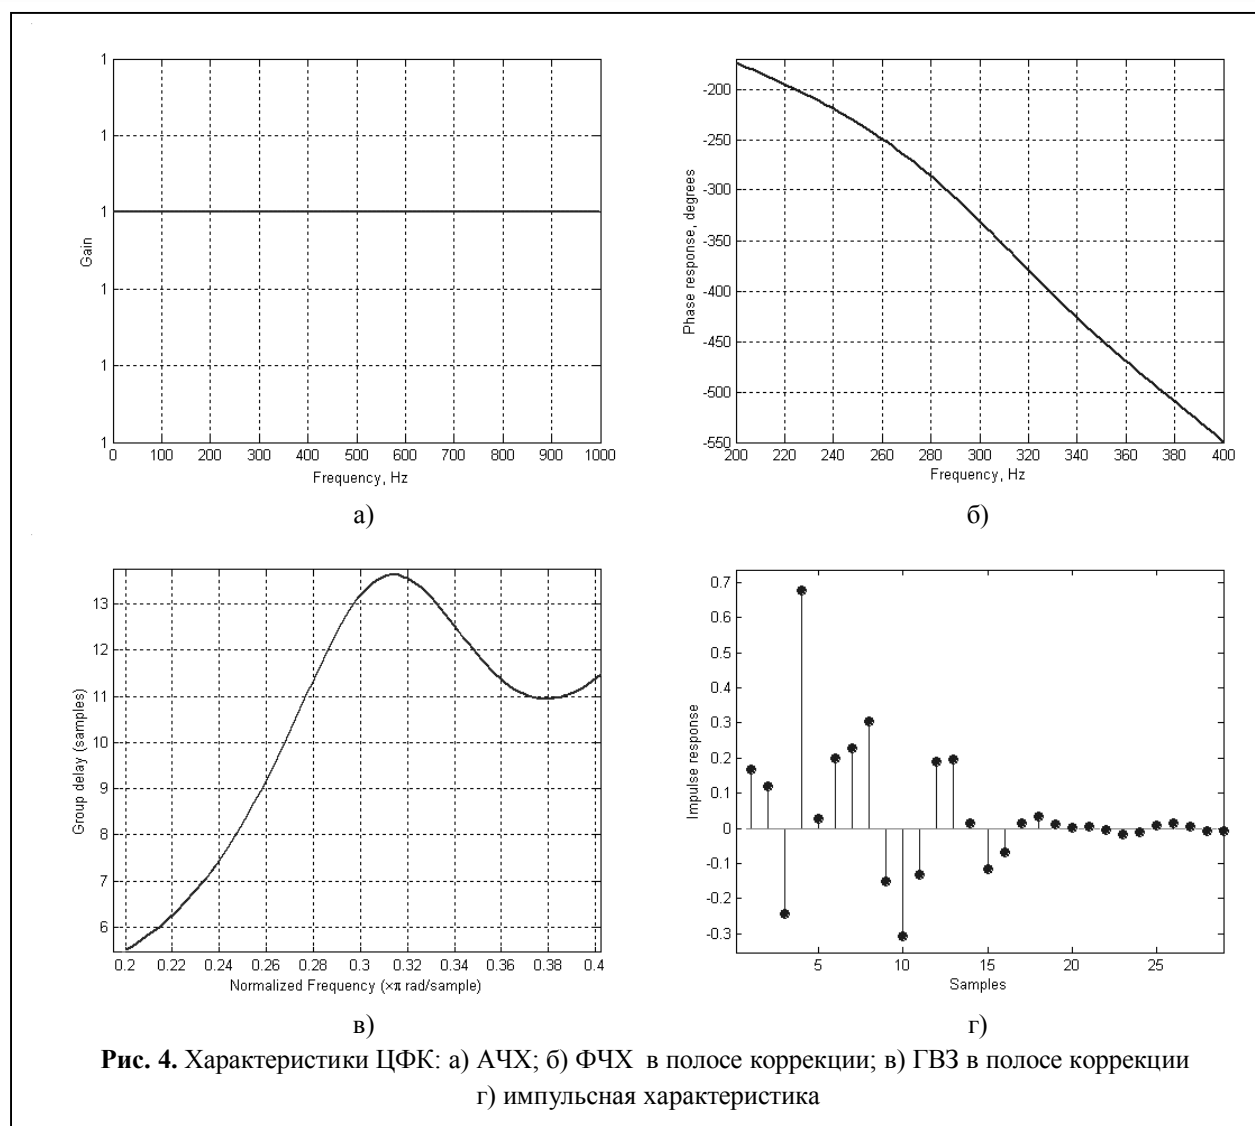 1
1
1
1
1
1
Gain
0 100 200 300 400 500 600 700 800 900 1000
Frequency, Hz
а)
-200
-250
-300
-350
-400
-450
-500
-550
Phase response, degrees
200 220 240 260 280 300 320 340 360 380 400
Frequency, Hz
б)
13
12
11
10
9
8
7
6
Group delay (samples)
0.2 0.22 0.24 0.26 0.28 0.3 0.32 0.34 0.36 0.38 0.4
Normalized Frequency (×π rad/sample)
в)
0.7
0.6
0.5
0.4
0.3
0.2
0.1
0
-0.1
-0.2
-0.3
Impulse response
5 10 15 20 25
Samples
г)
Рис. 4. Характеристики ЦФК: а) АЧХ; б) ФЧХ в полосе коррекции; в) ГВЗ в полосе коррекции
г) импульсная характеристика